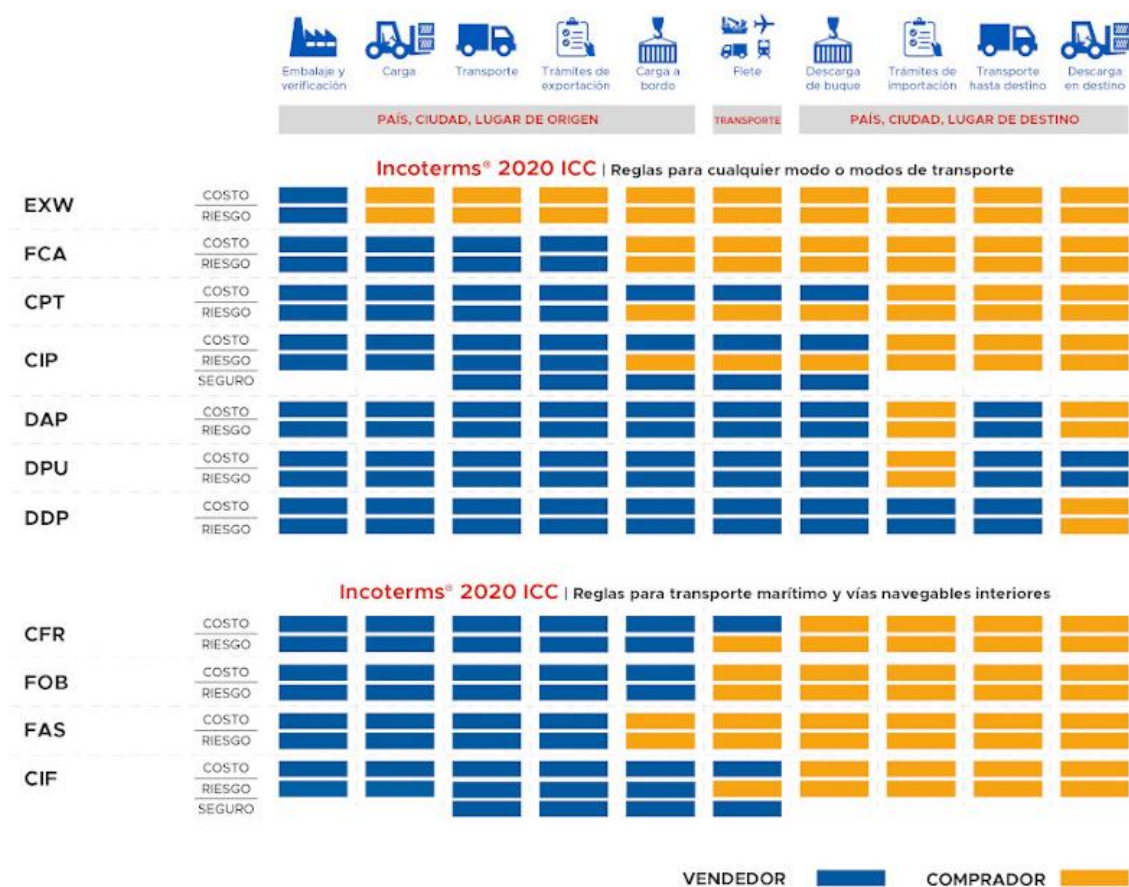 Embalaje y
verificación
Carga
Transporte
Trámites de
exportación
Carga a
bordo
Flete
Descarga
de buque
Trámites de
importación
Transporte
hasta destino
Descarga
en destino
PAÍS, CIUDAD, LUGAR DE ORIGEN
TRANSPORTE
PAÍS, CIUDAD, LUGAR DE DESTINO
Incoterms® 2020 ICC | Reglas para cualquier modo o modos de transporte
EXW
COSTO
RIESGO
FCA
COSTO
RIESGO
CPT
COSTO
RIESGO
CIP
COSTO
RIESGO
SEGURO
DAP
COSTO
RIESGO
DPU
COSTO
RIESGO
DDP
COSTO
RIESGO
Incoterms® 2020 ICC | Reglas para transporte marítimo y vías navegables interiores
CFR
COSTO
RIESGO
FOB
COSTO
RIESGO
FAS
COSTO
RIESGO
CIF
COSTO
RIESGO
SEGURO
VENDEDOR
COMPRADOR